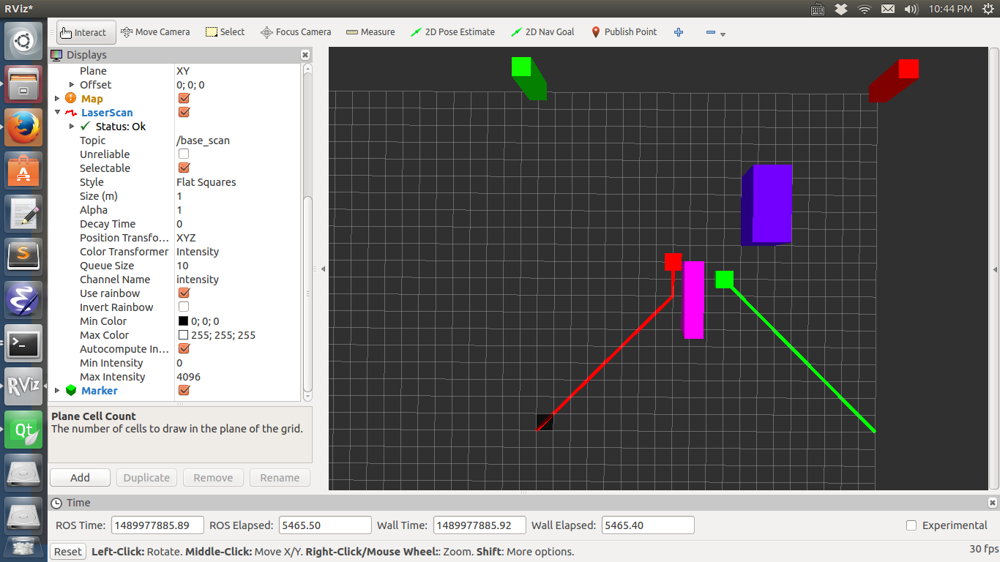 RViz*
10:44 PM
Interact Move Camera Select Focus Camera Measure 2D Pose Estimate 2D Nav Goal Publish Point
Displays
Plane XY
Offset 0; 0; 0
Map
LaserScan
Status: Ok
Topic /base_scan
Unreliable
Selectable
Style Flat Squares
Size (m) 1
Alpha 1
Decay Time 0
Position Transfo... XYZ
Color Transformer Intensity
Queue Size 10
Channel Name intensity
Use rainbow
Invert Rainbow
Min Color 0; 0; 0
Max Color 255; 255; 255
Autocompute In...
Min Intensity 0
Max Intensity 4096
Marker
Plane Cell Count
The number of cells to draw in the plane of the grid.
Add Duplicate Remove Rename
Time
ROS Time: 1489977885.89 ROS Elapsed: 5465.50 Wall Time: 1489977885.92 Wall Elapsed: 5465.40 Experimental
Reset Left-Click: Rotate. Middle-Click: Move X/Y. Right-Click/Mouse Wheel:: Zoom. Shift: More options. 30 fps
A
S
>_
RViz
Qt